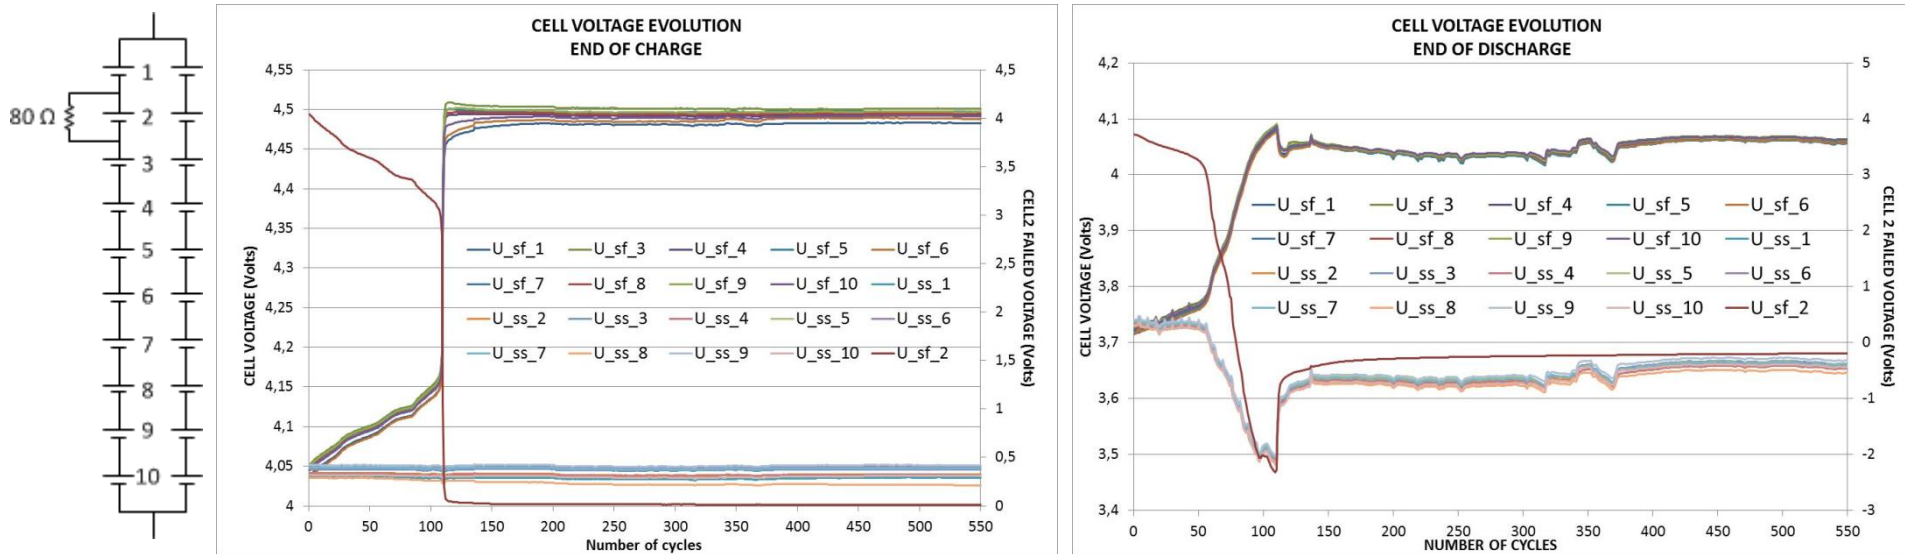 80 Ω
1
2
3
4
5
6
7
8
9
10
CELL VOLTAGE EVOLUTION
END OF CHARGE
4,55
4,5
4,45
4,4
4,35
4,3
4,25
4,2
4,15
4,1
4,05
4
CELL VOLTAGE (Volts)
4,5
4
3,5
3
2,5
2
1,5
1
0,5
0
CELL2 FAILED VOLTAGE (Volts)
U_sf_1 U_sf_3 U_sf_4 U_sf_5 U_sf_6
U_sf_7 U_sf_8 U_sf_9 U_sf_10 U_ss_1
U_ss_2 U_ss_3 U_ss_4 U_ss_5 U_ss_6
U_ss_7 U_ss_8 U_ss_9 U_ss_10 U_sf_2
0 50 100 150 200 250 300 350 400 450 500 550
Number of cycles
CELL VOLTAGE EVOLUTION
END OF DISCHARGE
4,2
4,1
4
3,9
3,8
3,7
3,6
3,5
3,4
CELL VOLTAGE (Volts)
5
4
3
2
1
0
-1
-2
-3
CELL 2 FAILED VOLTAGE (Volts)
U_sf_1 U_sf_3 U_sf_4 U_sf_5 U_sf_6
U_sf_7 U_sf_8 U_sf_9 U_sf_10 U_ss_1
U_ss_2 U_ss_3 U_ss_4 U_ss_5 U_ss_6
U_ss_7 U_ss_8 U_ss_9 U_ss_10 U_sf_2
0 50 100 150 200 250 300 350 400 450 500 550
NUMBER OF CYCLES